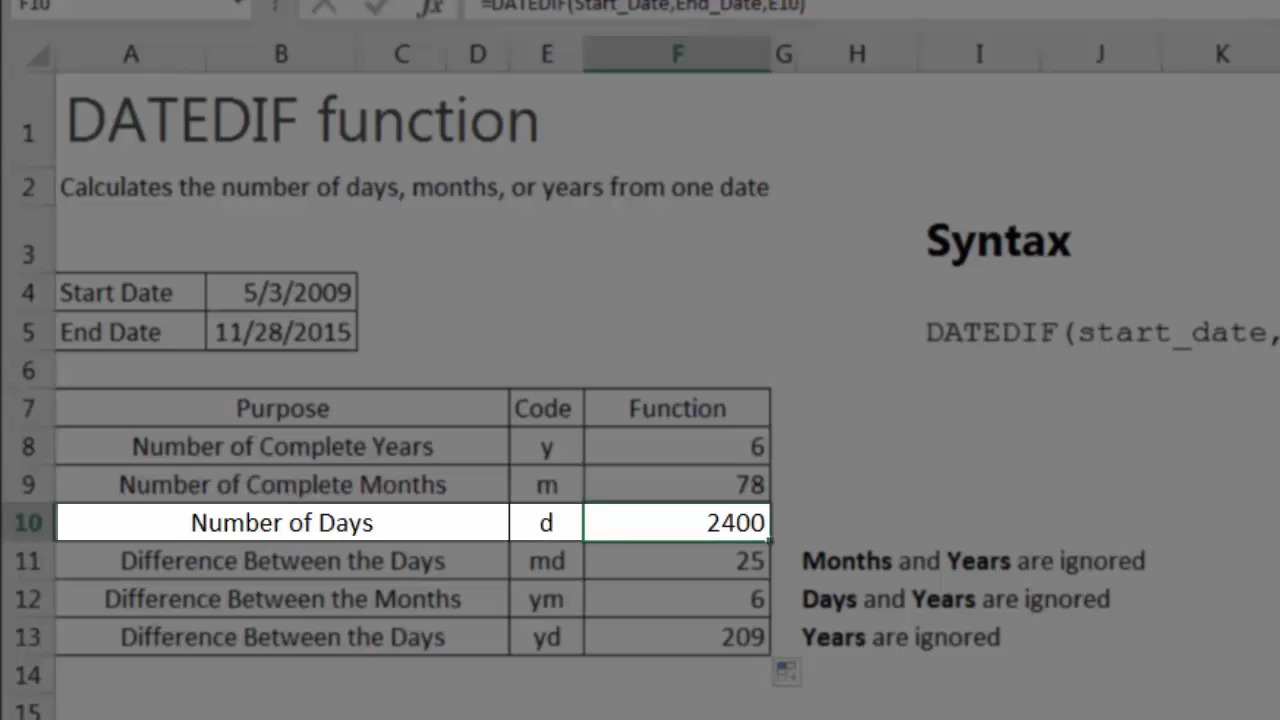 F10 fx =DATEDIF(Start_Date,End_Date,E10)
A B C D E F G H I J K
1 DATEDIF function
2 Calculates the number of days, months, or years from one date
3 Syntax
4 Start Date 5/3/2009
5 End Date 11/28/2015 DATEDIF(start_date,
6
7 Purpose Code Function
8 Number of Complete Years y 6
9 Number of Complete Months m 78
10 Number of Days d 2400
11 Difference Between the Days md 25 Months and Years are ignored
12 Difference Between the Months ym 6 Days and Years are ignored
13 Difference Between the Days yd 209 Years are ignored
14
15